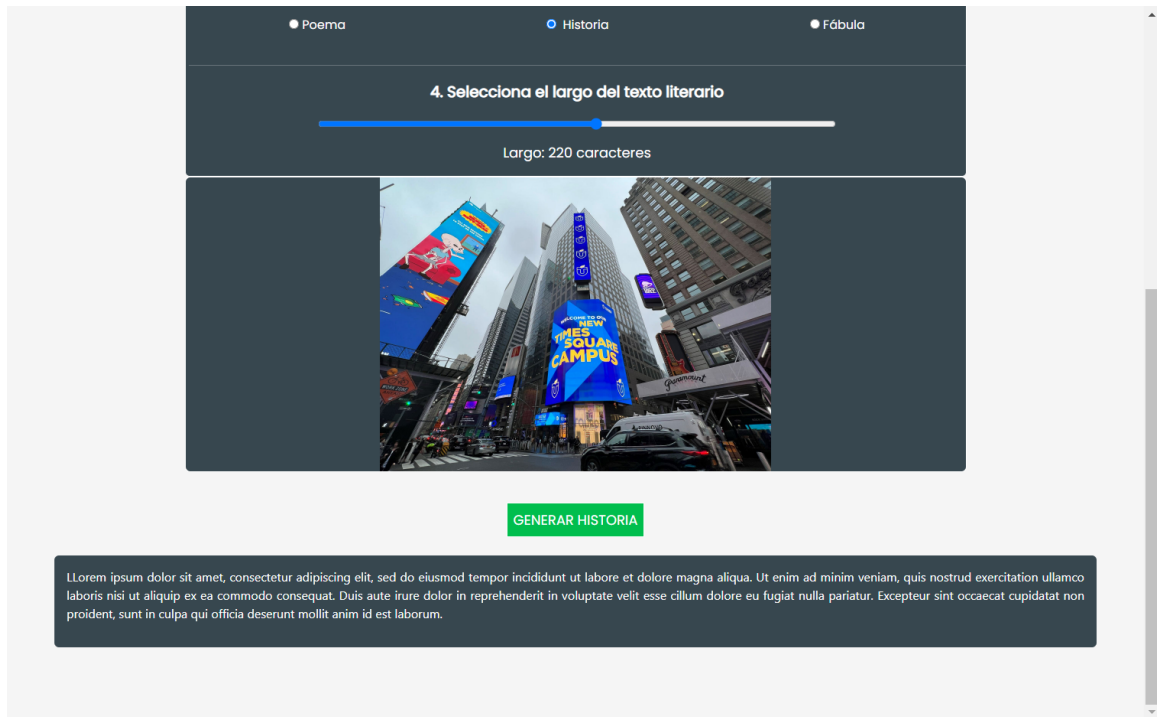 Poema
Historia
Fábula
4. Selecciona el largo del texto literario
Largo: 220 caracteres
WELCOME TO OUR
NEW
TIMES
SQUARE
CAMPUS
Paramount
GENERAR HISTORIA
LLorem ipsum dolor sit amet, consectetur adipiscing elit, sed do eiusmod tempor incididunt ut labore et dolore magna aliqua. Ut enim ad minim veniam, quis nostrud exercitation ullamco
laboris nisi ut aliquip ex ea commodo consequat. Duis aute irure dolor in reprehenderit in voluptate velit esse cillum dolore eu fugiat nulla pariatur. Excepteur sint occaecat cupidatat non
proident, sunt in culpa qui officia deserunt mollit anim id est laborum.